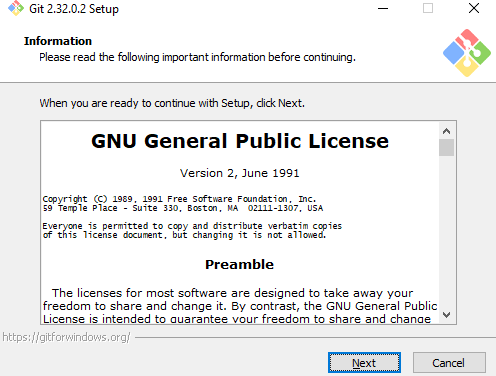 Git 2.32.0.2 Setup
Information
Please read the following important information before continuing.
When you are ready to continue with Setup, click Next.
GNU General Public License
Version 2, June 1991
Copyright (C) 1989, 1991 Free Software Foundation, Inc.
59 Temple Place - Suite 330, Boston, MA  02111-1307, USA
Everyone is permitted to copy and distribute verbatim copies
of this license document, but changing it is not allowed.
Preamble
The licenses for most software are designed to take away your
freedom to share and change it. By contrast, the GNU General Public
License is intended to guarantee your freedom to share and change
https://gitforwindows.org/
Next
Cancel